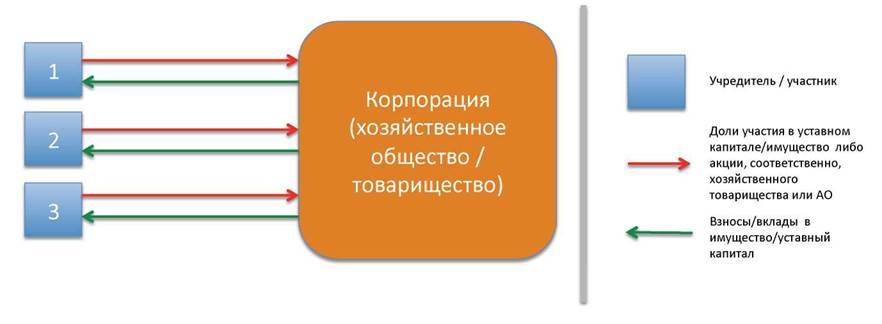 1
2
3
Корпорация
(хозяйственное
общество /
товарищество)
Учредитель / участник
Доли участия в уставном
капитале/имущество либо
акции, соответственно,
хозяйственного
товарищества или АО
Взносы/вклады в
имущество/уставный
капитал